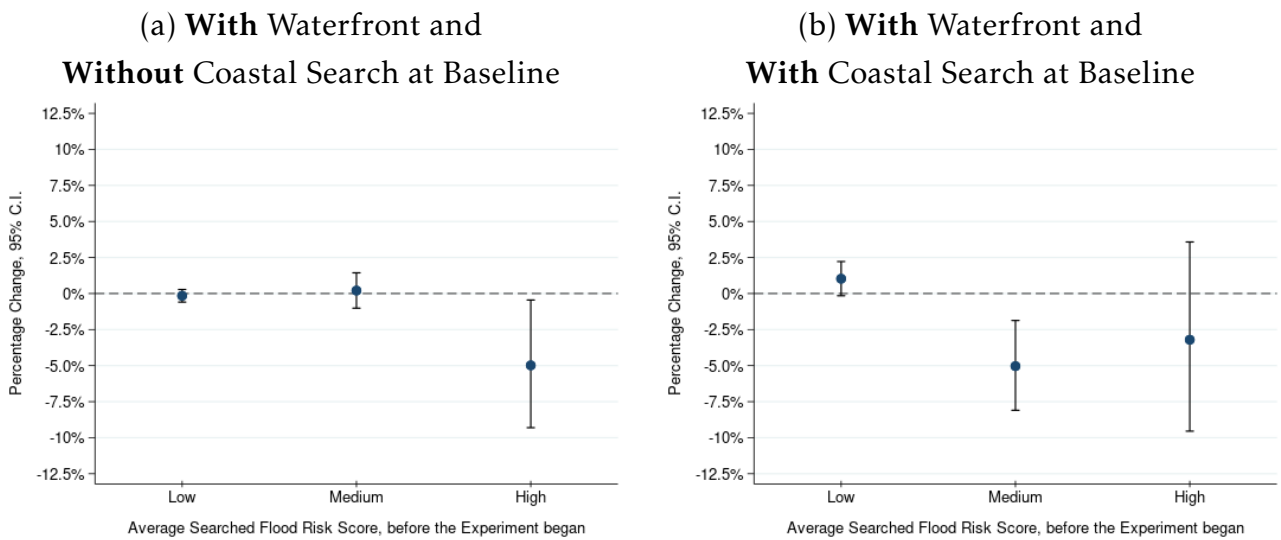 (a) With Waterfront and
Without Coastal Search at Baseline
12.5%
10%
7.5%
5.0%
2.5%
0%
-2.5%
-5.0%
-7.5%
-10%
-12.5%
Percentage Change, 95% C.I.
Low Medium High
Average Searched Flood Risk Score, before the Experiment began
(b) With Waterfront and
With Coastal Search at Baseline
12.5%
10%
7.5%
5.0%
2.5%
0%
-2.5%
-5.0%
-7.5%
-10%
-12.5%
Percentage Change, 95% C.I.
Low Medium High
Average Searched Flood Risk Score, before the Experiment began